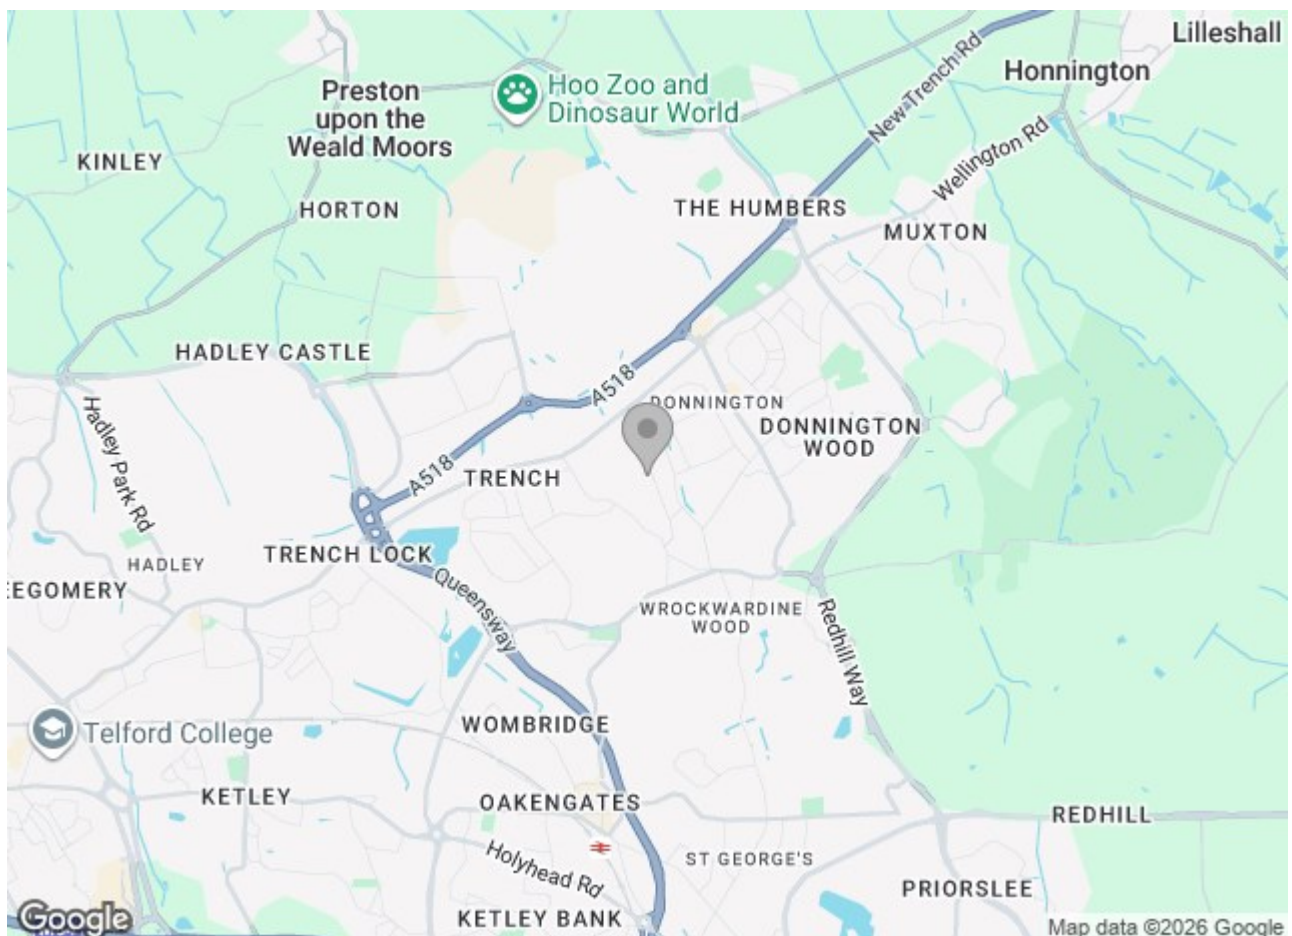 Lilleshall
Honnington
New Trench Rd
Preston
upon the
Weald Moors
Hoo Zoo and
Dinosaur World
Wellington Rd
KINLEY
HORTON
THE HUMBERS
MUXTON
HADLEY CASTLE
A518
DONNINGTON
DONNINGTON
WOOD
Hadley Park Rd
A518
TRENCH
TRENCH LOCK
HADLEY
EEGOMERY
Queensway
WROCKWARDINE
WOOD
Redhill Way
Telford College
WOMBRIDGE
KETLEY
OAKENGATES
REDHILL
Holyhead Rd
ST GEORGE'S
PRIORSLEE
KETLEY BANK
Google
Map data ©2026 Google